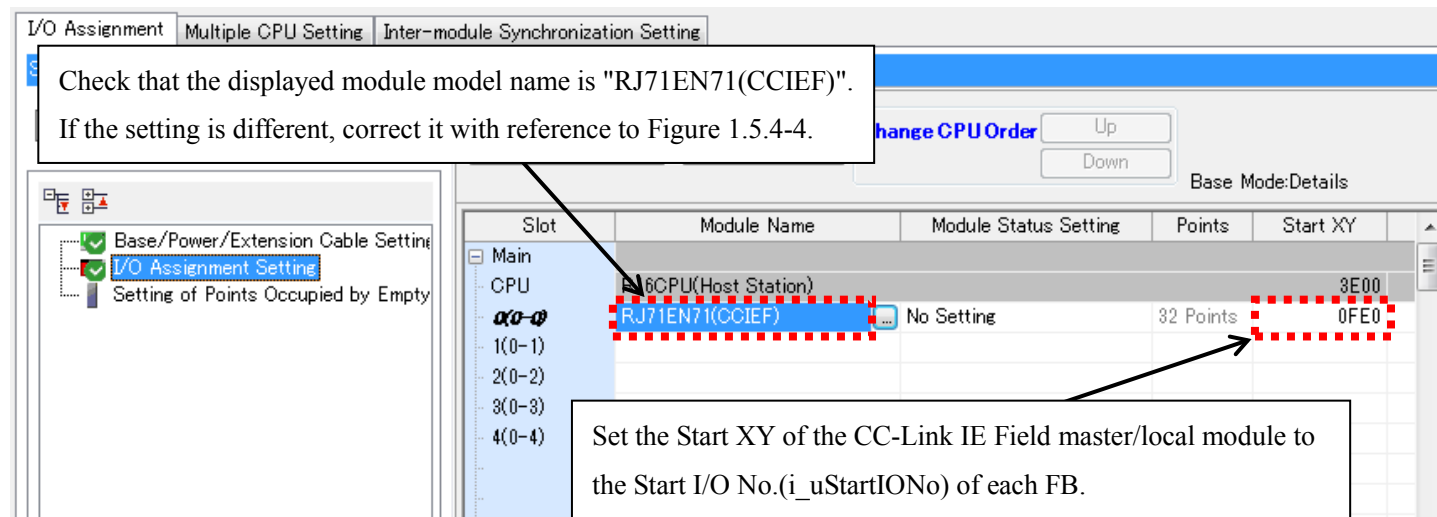 I/O Assignment Multiple CPU Setting Inter-module Synchronization Setting
Check that the displayed module model name is "RJ71EN71(CCIEF)".
If the setting is different, correct it with reference to Figure 1.5.4-4.
Up
Down
Base Mode:Details
Base/Power/Extension Cable Setting
I/O Assignment Setting
Setting of Points Occupied by Empty
Slot Module Name Module Status Setting Points Start XY
Main
CPU 6CPU(Host Station) 3E00
0(0-0) RJ71EN71(CCIEF) ... No Setting 32 Points 0FE0
1(0-1)
2(0-2)
3(0-3)
4(0-4)
Set the Start XY of the CC-Link IE Field master/local module to
the Start I/O No.(i_uStartIONo) of each FB.